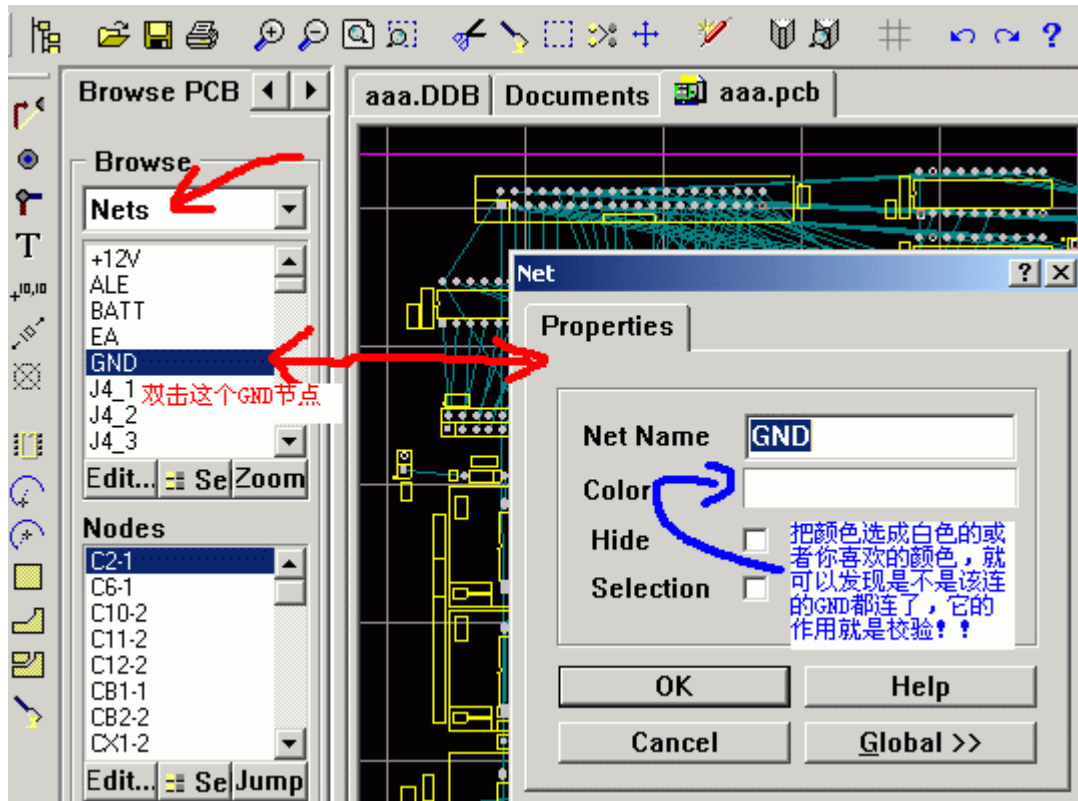 Browse PCB
aaa.DDB
Documents
aaa.pcb
Browse
Nets
T
+10,10
+12V
ALE
BATT
EA
GND
J4_1
J4_2
J4_3
双击这个GND节点
Edit...
Se
Zoom
Nodes
C2-1
C6-1
C10-2
C11-2
C12-2
CB1-1
CB2-2
CX1-2
Edit...
Se
Jump
Net
Properties
Net Name
GND
Color
Hide
Selection
把颜色选成白色的或
者你喜欢的颜色，就
可以发现是不是该连
的GND都连了，它的
作用就是校验！！
OK
Help
Cancel
Global >>